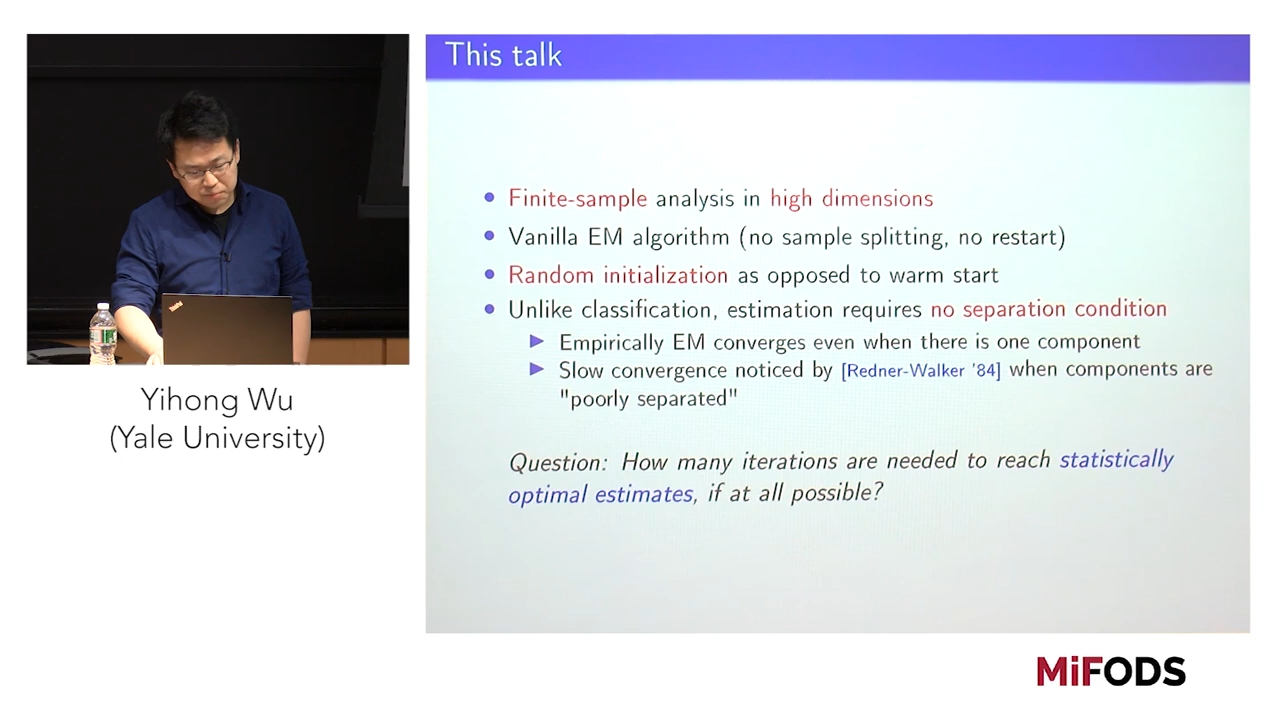 This talk
Finite-sample analysis in high dimensions
Vanilla EM algorithm (no sample splitting, no restart)
Random initialization as opposed to warm start
Unlike classification, estimation requires no separation condition
Empirically EM converges even when there is one component
Slow convergence noticed by [Redner-Walker '84] when components are
"poorly separated"
Question: How many iterations are needed to reach statistically
optimal estimates, if at all possible?
ThinkPad
Yihong Wu
(Yale University)
MiFODS